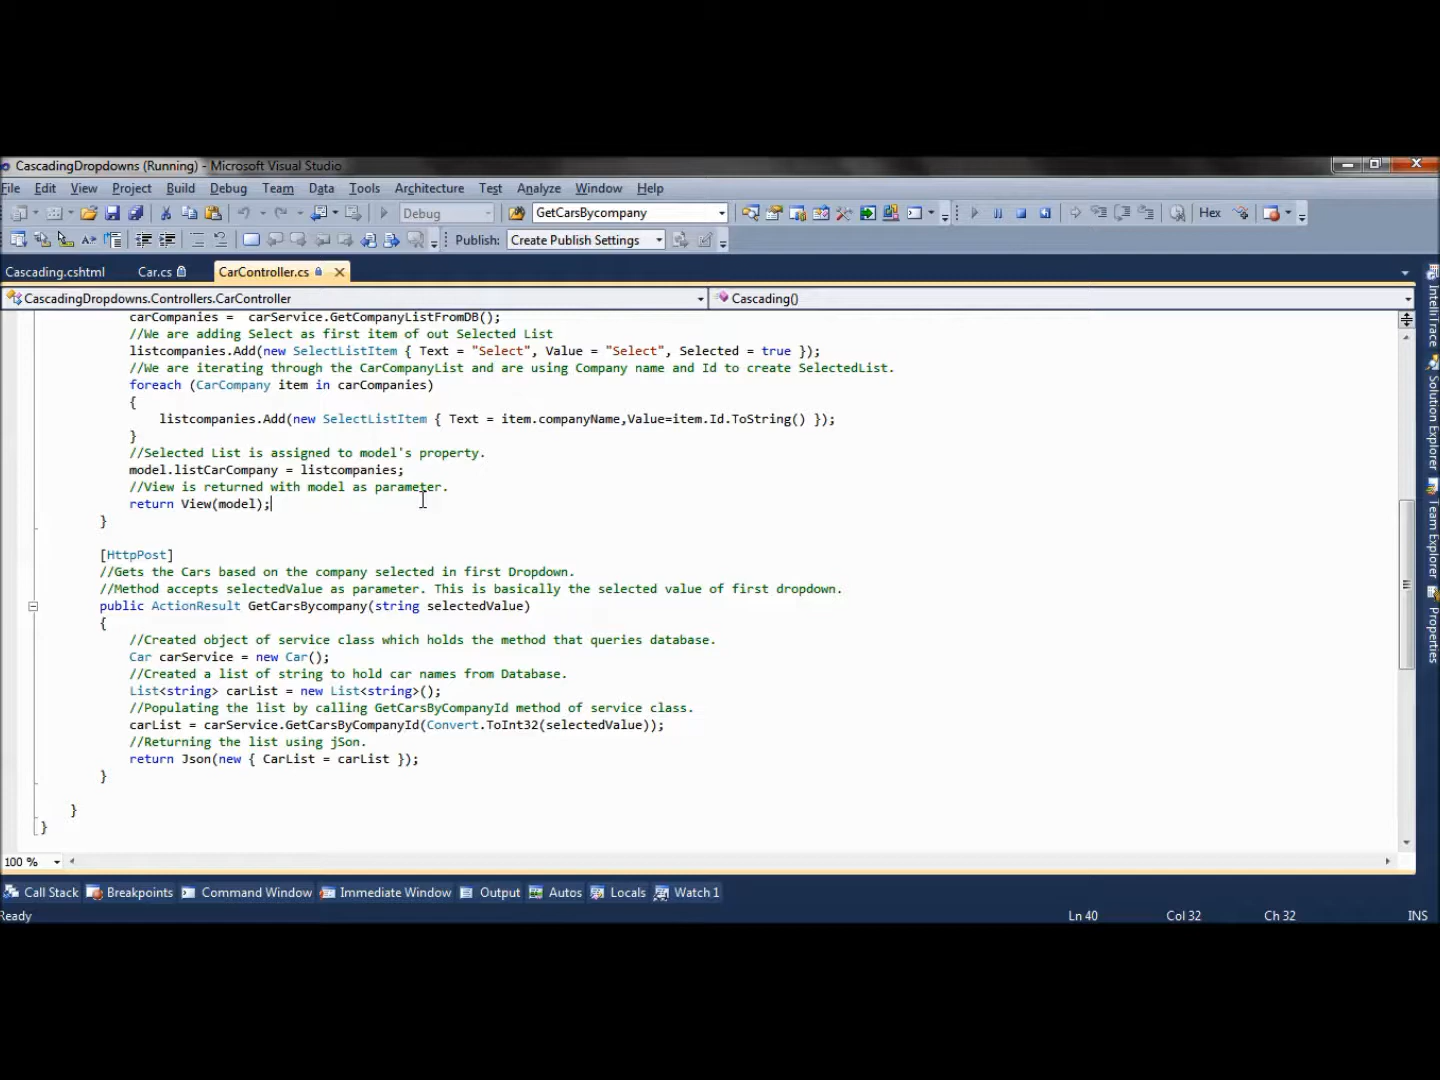 CascadingDropdowns (Running) - Microsoft Visual Studio
File Edit View Project Build Debug Team Data Tools Architecture Test Analyze Window Help
Debug GetCarsBycompany Hex
Publish: Create Publish Settings
Cascading.cshtml Car.cs CarController.cs
CascadingDropdowns.Controllers.CarController Cascading()
carCompanies =  carService.GetCompanyListFromDB();
//We are adding Select as first item of out Selected List
listcompanies.Add(new SelectListItem { Text = "Select", Value = "Select", Selected = true });
//We are iterating through the CarCompanyList and are using Company name and Id to create SelectedList.
foreach (CarCompany item in carCompanies)
{
listcompanies.Add(new SelectListItem { Text = item.companyName,Value=item.Id.ToString() });
}
//Selected List is assigned to model's property.
model.listCarCompany = listcompanies;
//View is returned with model as parameter.
return View(model);
}
[HttpPost]
//Gets the Cars based on the company selected in first Dropdown.
//Method accepts selectedValue as parameter. This is basically the selected value of first dropdown.
public ActionResult GetCarsBycompany(string selectedValue)
{
//Created object of service class which holds the method that queries database.
Car carService = new Car();
//Created a list of string to hold car names from Database.
List<string> carList = new List<string>();
//Populating the list by calling GetCarsByCompanyId method of service class.
carList = carService.GetCarsByCompanyId(Convert.ToInt32(selectedValue));
//Returning the list using jSon.
return Json(new { CarList = carList });
}
}
}
100 %
Call Stack Breakpoints Command Window Immediate Window Output Autos Locals Watch 1
Ready Ln 40 Col 32 Ch 32 INS
IntelliTrace
Solution Explorer
Team Explorer
Properties